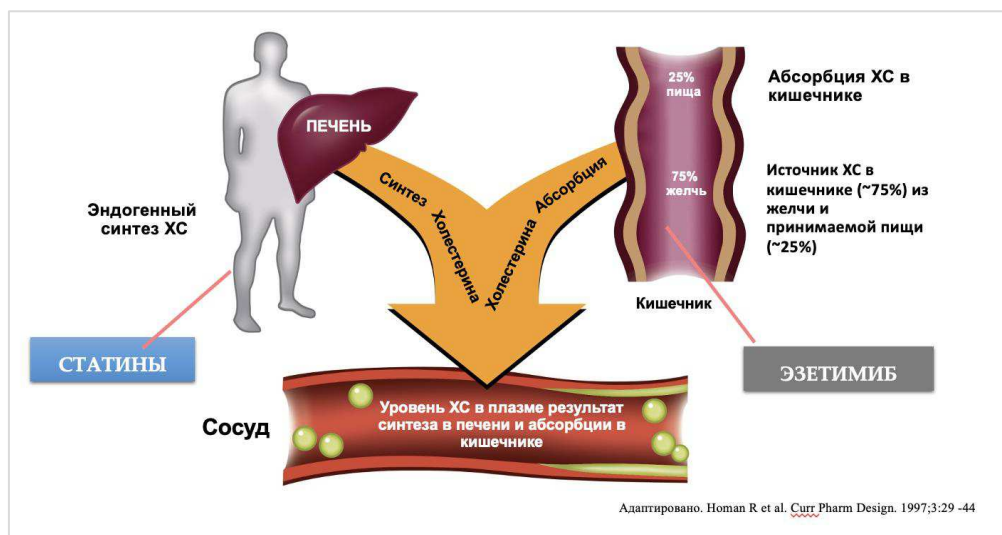 ПЕЧЕНЬ
Эндогенный
синтез ХС
СТАТИНЫ
Синтез Холестерина
Абсорбция Холестерина
25%
пища
75%
желчь
Кишечник
Абсорбция ХС в
кишечнике
Источник ХС в
кишечнике (~75%) из
желчи и
принимаемой пищи
(~25%)
ЭЗЕТИМИБ
Сосуд
Уровень ХС в плазме результат
синтеза в печени и абсорбции в
кишечнике
Адаптировано. Homan R et al. Curr Pharm Design. 1997;3:29 -44